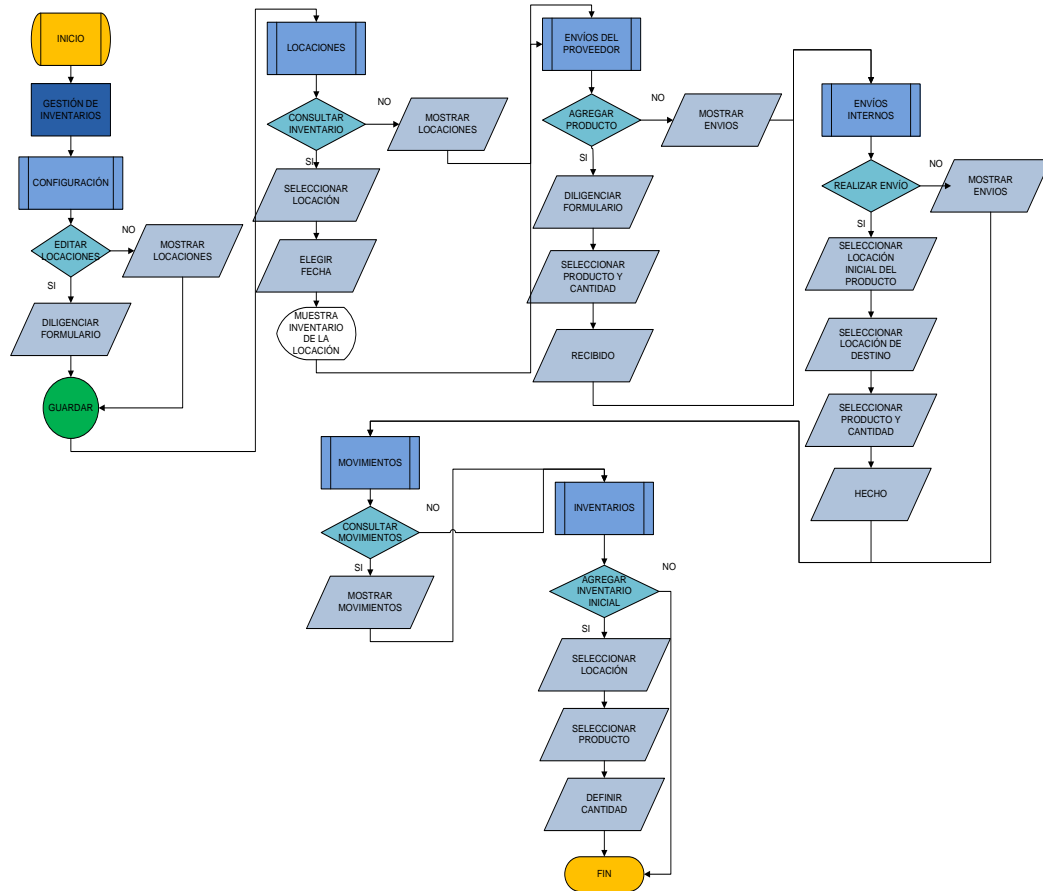 INICIO
GESTIÓN DE
INVENTARIOS
CONFIGURACIÓN
EDITAR
LOCACIONES
NO
MOSTRAR
LOCACIONES
SI
DILIGENCIAR
FORMULARIO
GUARDAR
LOCACIONES
CONSULTAR
INVENTARIO
NO
MOSTRAR
LOCACIONES
SI
SELECCIONAR
LOCACIÓN
ELEGIR
FECHA
MUESTRA
INVENTARIO
DE LA
LOCACIÓN
ENVÍOS DEL
PROVEEDOR
AGREGAR
PRODUCTO
NO
MOSTRAR
ENVIOS
SI
DILIGENCIAR
FORMULARIO
SELECCIONAR
PRODUCTO Y
CANTIDAD
RECIBIDO
ENVÍOS
INTERNOS
REALIZAR ENVÍO
NO
MOSTRAR
ENVIOS
SI
SELECCIONAR
LOCACIÓN
INICIAL DEL
PRODUCTO
SELECCIONAR
LOCACIÓN DE
DESTINO
SELECCIONAR
PRODUCTO Y
CANTIDAD
HECHO
MOVIMIENTOS
CONSULTAR
MOVIMIENTOS
NO
SI
MOSTRAR
MOVIMIENTOS
INVENTARIOS
AGREGAR
INVENTARIO
INICIAL
NO
SI
SELECCIONAR
LOCACIÓN
SELECCIONAR
PRODUCTO
DEFINIR
CANTIDAD
FIN